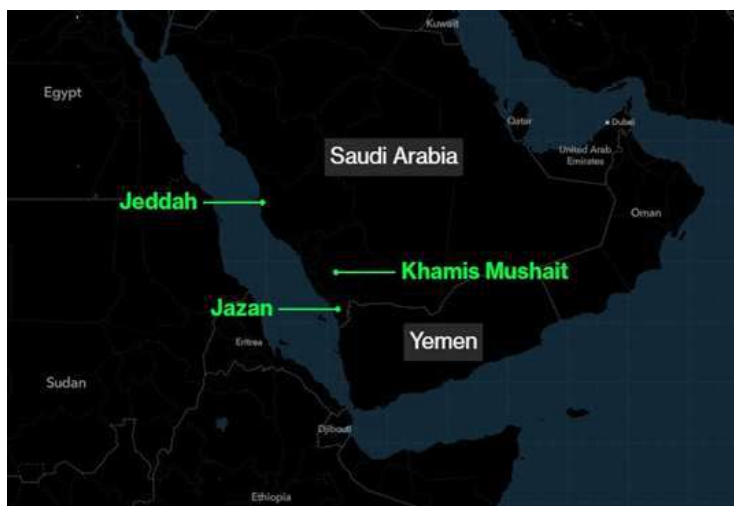 Kuwait
Egypt
Qatar
Dubai
Saudi Arabia
United Arab
Emirates
Jeddah
Oman
Khamis Mushait
Jazan
Eritrea
Yemen
Sudan
Djibouti
Ethiopia